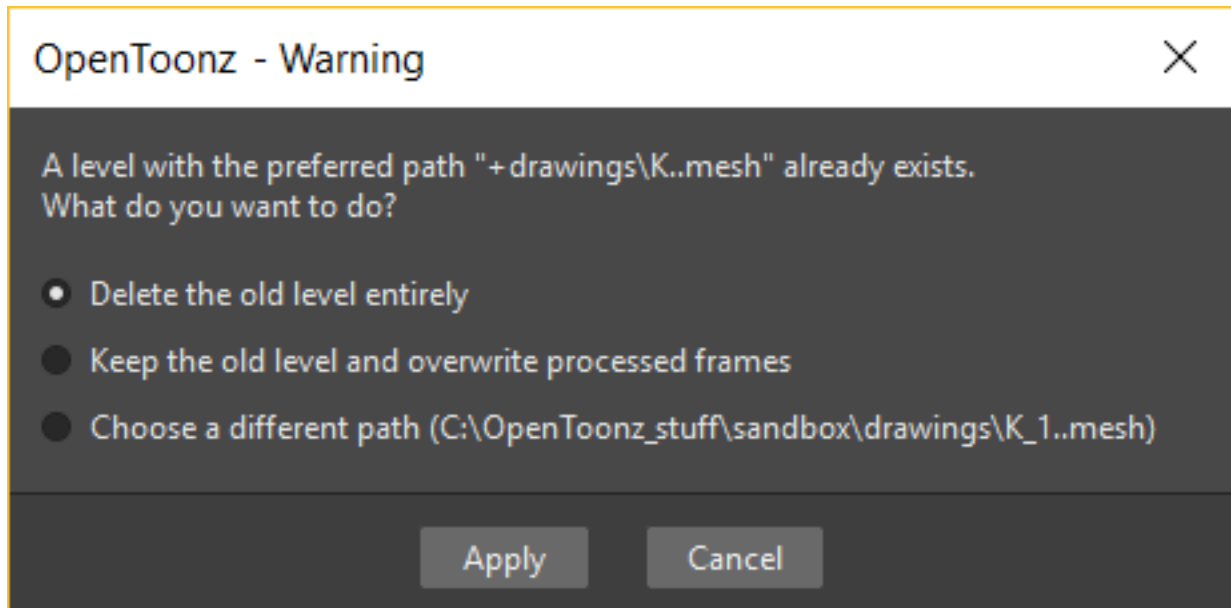 OpenToonz - Warning
A level with the preferred path "+drawings\K..mesh" already exists.
What do you want to do?
Delete the old level entirely
Keep the old level and overwrite processed frames
Choose a different path (C:\OpenToonz_stuff\sandbox\drawings\K_1..mesh)
Apply Cancel